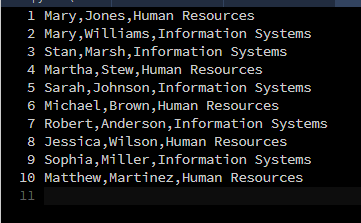 1 Mary,Jones,Human Resources
2 Mary,Williams,Information Systems
3 Stan,Marsh,Information Systems
4 Martha,Stew,Human Resources
5 Sarah,Johnson,Information Systems
6 Michael,Brown,Human Resources
7 Robert,Anderson,Information Systems
8 Jessica,Wilson,Human Resources
9 Sophia,Miller,Information Systems
10 Matthew,Martinez,Human Resources
11